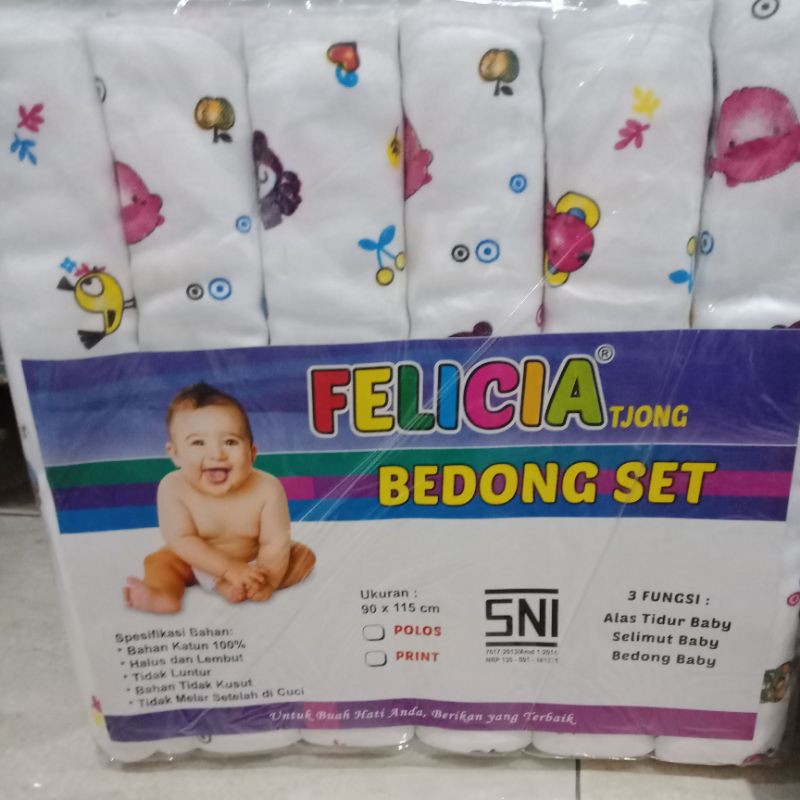 FELICIA ®
TJONG
BEDONG SET
Spesifikasi Bahan:
• Bahan Katun 100%
• Halus dan Lembut
• Tidak Luntur
• Bahan Tidak Kusut
• Tidak Melar Setelah di Cuci
Ukuran :
90 x 115 cm
POLOS
PRINT
SNI
3 FUNGSI :
Alas Tidur Baby
Selimut Baby
Bedong Baby
Untuk Buah Hati Anda, Berikan yang Terbaik